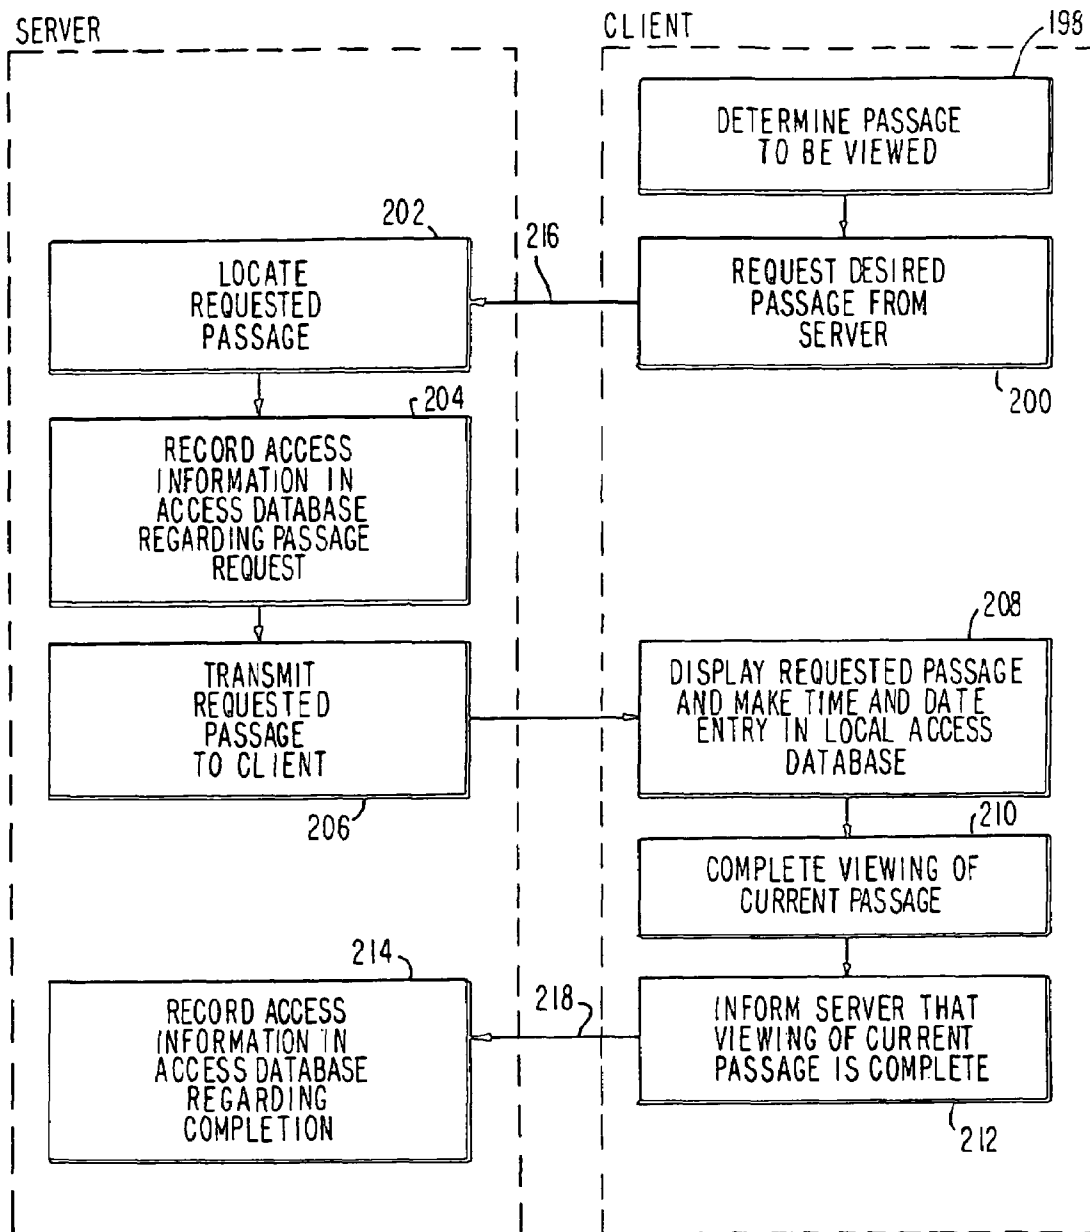 SERVER
CLIENT
198
DETERMINE PASSAGE
TO BE VIEWED
202
216
LOCATE
REQUESTED
PASSAGE
REQUEST DESIRED
PASSAGE FROM
SERVER
200
204
RECORD ACCESS
INFORMATION IN
ACCESS DATABASE
REGARDING PASSAGE
REQUEST
208
TRANSMIT
REQUESTED
PASSAGE
TO CLIENT
206
DISPLAY REQUESTED PASSAGE
AND MAKE TIME AND DATE
ENTRY IN LOCAL ACCESS
DATABASE
210
COMPLETE VIEWING OF
CURRENT PASSAGE
214
218
RECORD ACCESS
INFORMATION IN
ACCESS DATABASE
REGARDING
COMPLETION
INFORM SERVER THAT
VIEWING OF CURRENT
PASSAGE IS COMPLETE
212